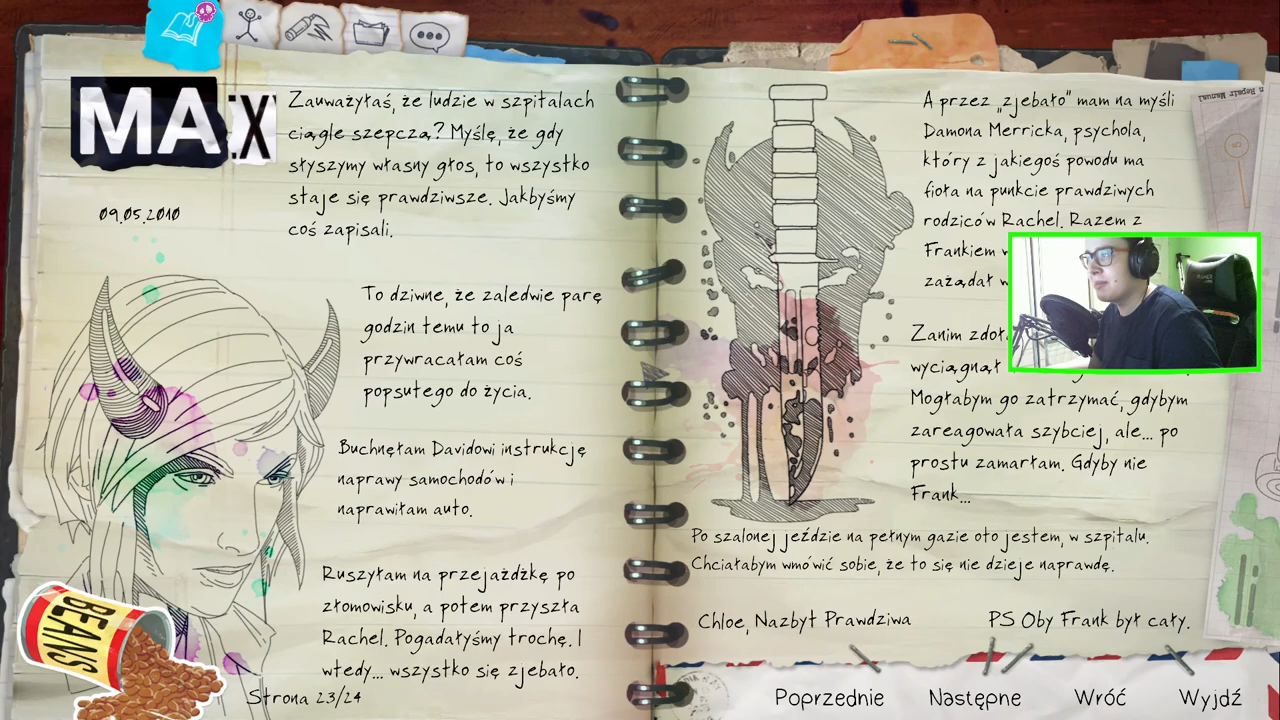 MAX
09.05.2010
Zauważyłaś, że ludzie w szpitalach
ciągle szepczą? Myślę, że gdy
słyszymy własny głos, to wszystko
staje się prawdziwsze. Jakbyśmy
coś zapisali.
To dziwne, że zaledwie parę
godzin temu to ja
przywracałam coś
popsutego do życia.
Buchnęłam Davidowi instrukcję
naprawy samochodów i
naprawiłam auto.
Ruszyłam na przejażdżkę po
złomowisku, a potem przyszła
Rachel. Pogadałyśmy trochę. I
wtedy... wszystko się zjebało.
BEANS
Strona 23/24
A przez „zjebało" mam na myśli
Damona Merricka, psychola,
który z jakiegoś powodu ma
fioła na punkcie prawdziwych
rodziców Rachel. Razem z
Frankiem
zażądał
Zanim
wyciągnął
Mogłabym go zatrzymać, gdybym
zareagowała szybciej, ale... po
prostu zamarłam. Gdyby nie
Frank...
Po szalonej jeździe na pełnym gazie oto jestem, w szpitalu.
Chciałabym wmówić sobie, że to się nie dzieje naprawdę.
Chloe, Nazbyt Prawdziwa
PS Oby Frank był cały.
Repair Manual
Poprzednie
Następne
Wróć
Wyjdź